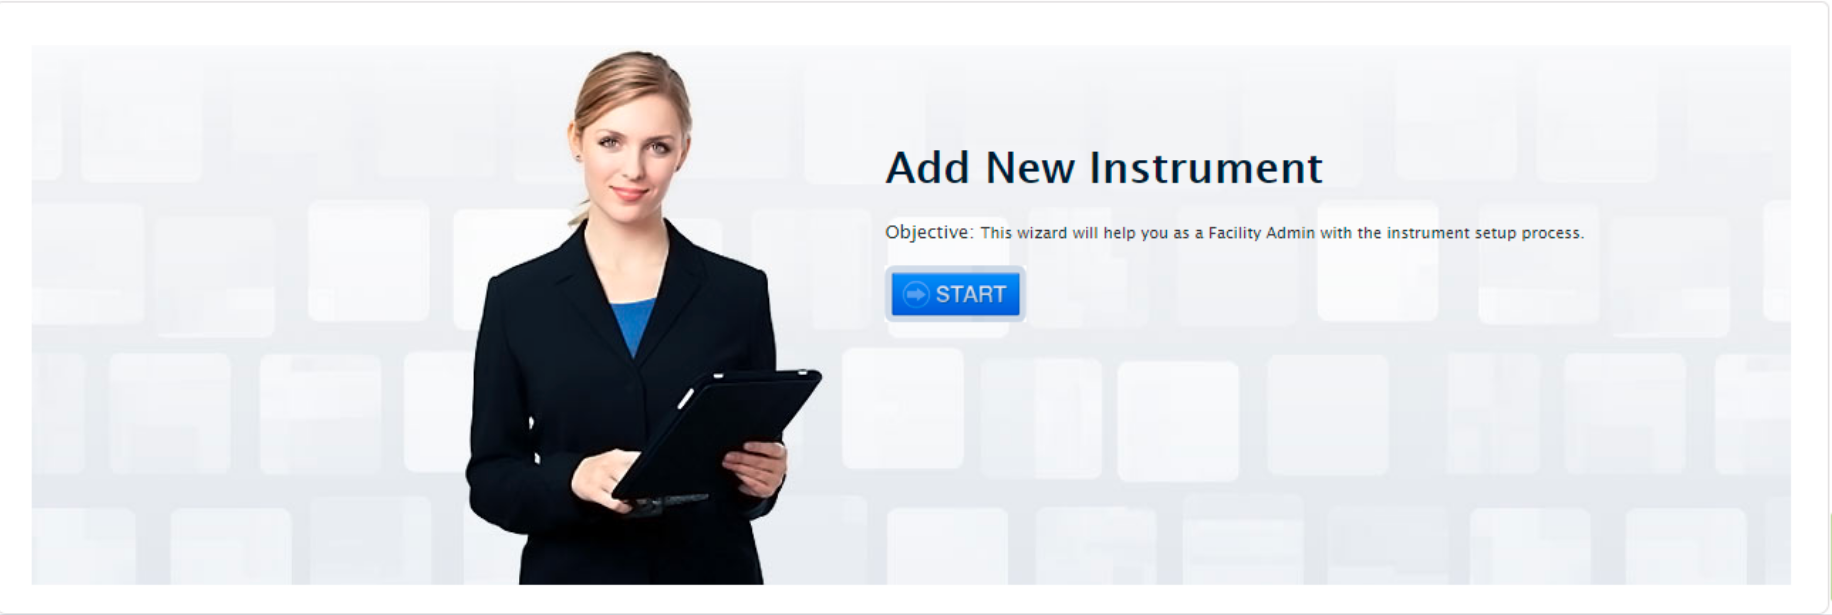 Add New Instrument
Objective: This wizard will help you as a Facility Admin with the instrument setup process.
START